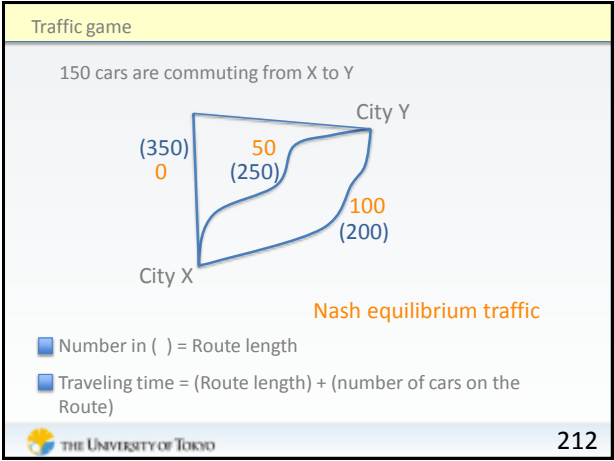 Traffic game
150 cars are commuting from X to Y
City Y
(350)
0
50
(250)
100
(200)
City X
Nash equilibrium traffic
Number in ( ) = Route length
Traveling time = (Route length) + (number of cars on the
Route)
THE UNIVERSITY OF TOKYO
212